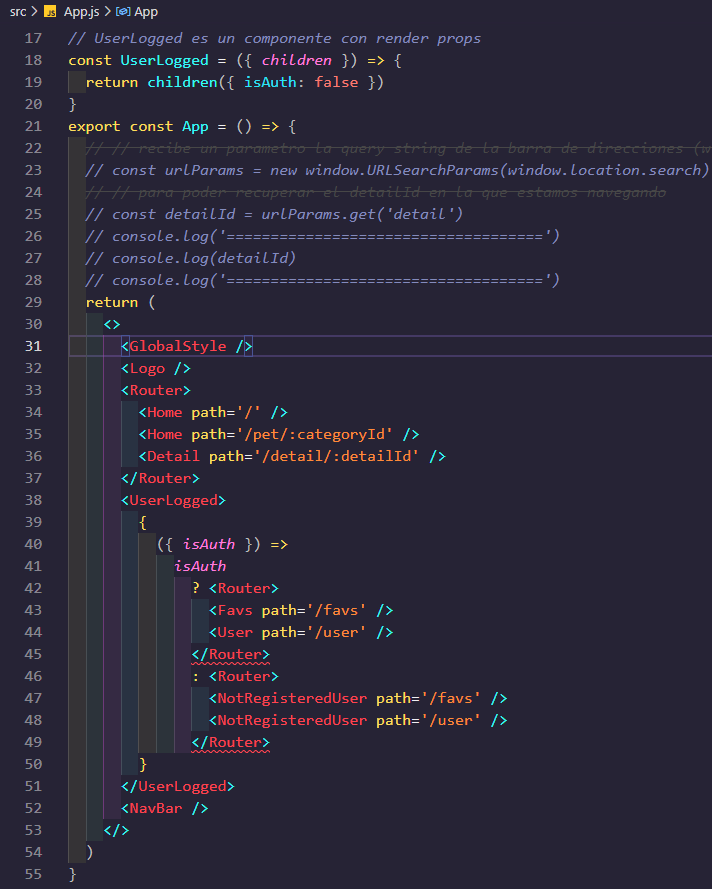 src > JS App.js > App
17 // UserLogged es un componente con render props
18 const UserLogged = ({ children }) => {
19   return children({ isAuth: false })
20 }
21 export const App = () => {
22   // // recibe un parametro la query string de la barra de direcciones (w
23   // const urlParams = new window.URLSearchParams(window.location.search)
24   // // para poder recuperar el detailId en la que estamos navegando
25   // const detailId = urlParams.get('detail')
26   // console.log('====================================')
27   // console.log(detailId)
28   // console.log('====================================')
29   return (
30     <>
31       <GlobalStyle />
32       <Logo />
33       <Router>
34         <Home path='/' />
35         <Home path='/pet/:categoryId' />
36         <Detail path='/detail/:detailId' />
37       </Router>
38       <UserLogged>
39         {
40           ({ isAuth }) =>
41             isAuth
42               ? <Router>
43                 <Favs path='/favs' />
44                 <User path='/user' />
45               </Router>
46               : <Router>
47                 <NotRegisteredUser path='/favs' />
48                 <NotRegisteredUser path='/user' />
49               </Router>
50         }
51       </UserLogged>
52       <NavBar />
53     </>
54   )
55 }